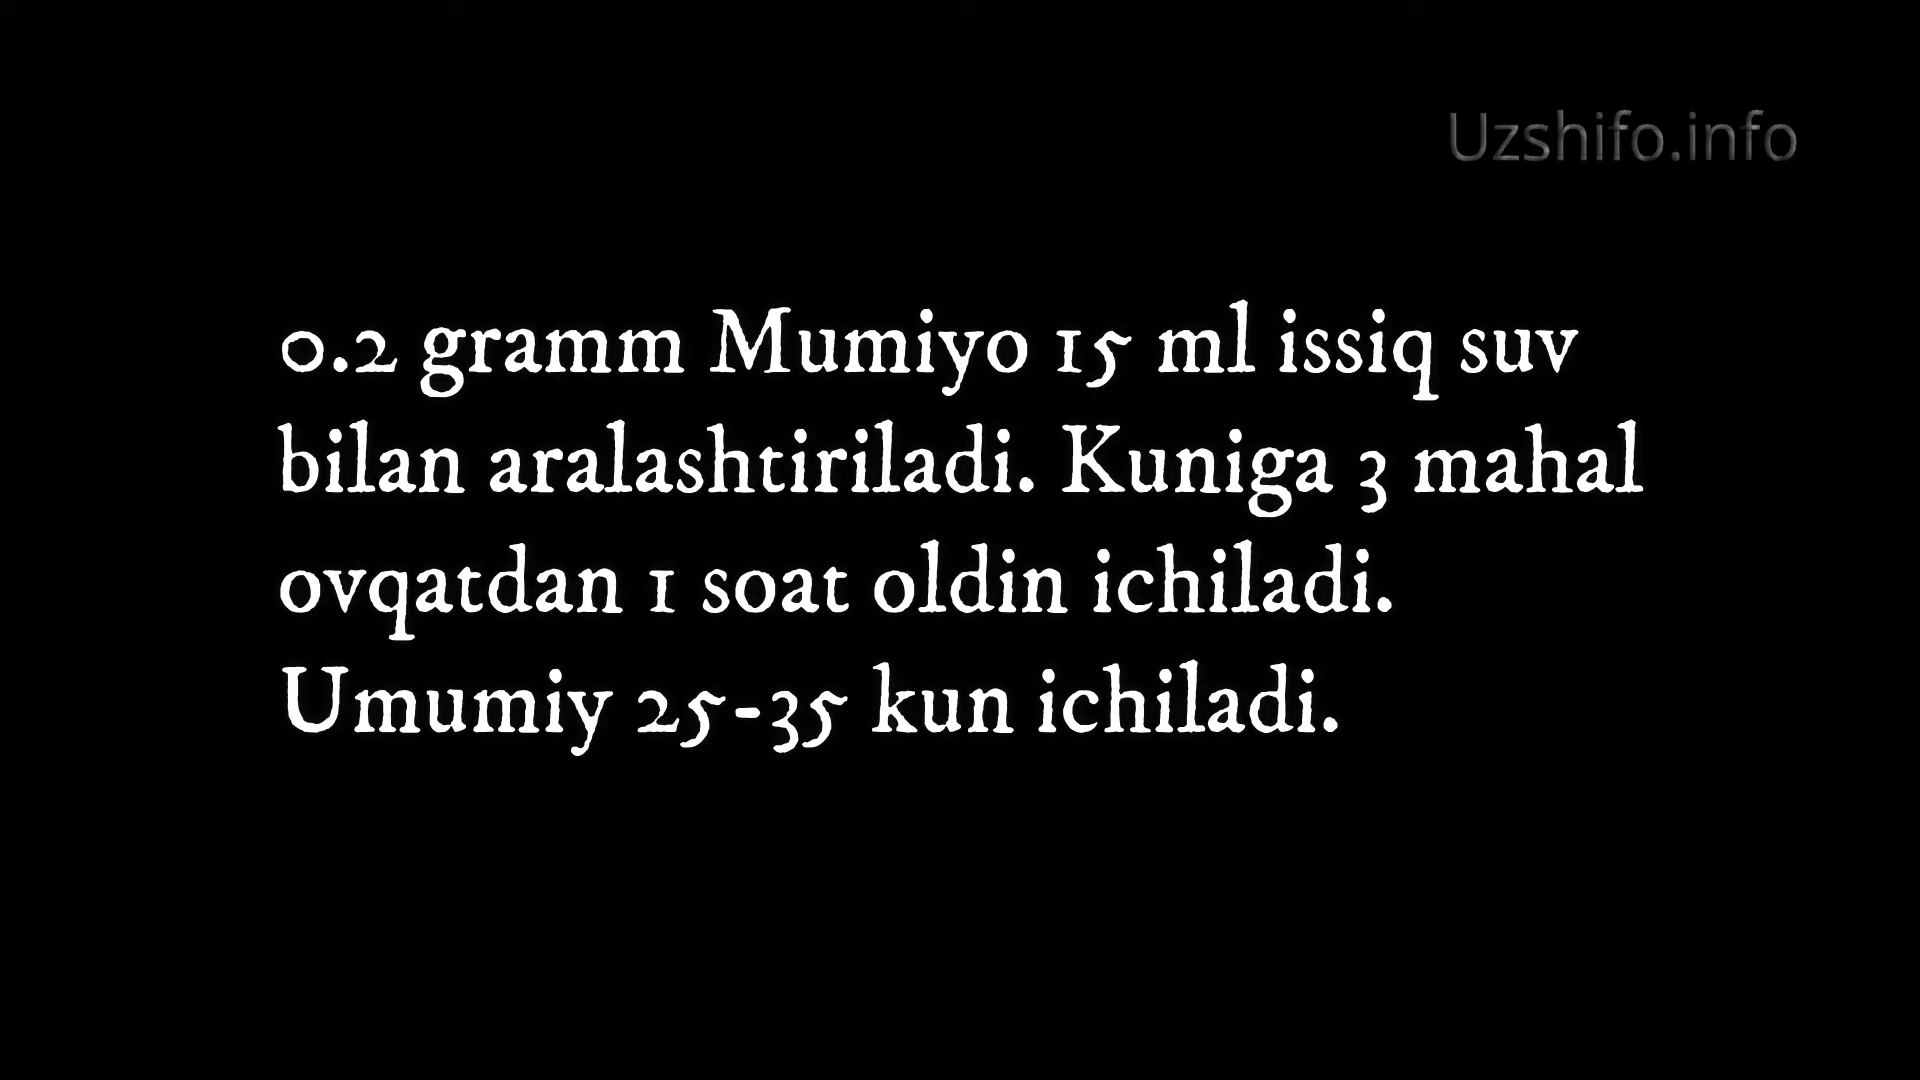 Uzshifo.info
0.2 gramm Mumiyo 15 ml issiq suv
bilan aralashtiriladi. Kuniga 3 mahal
ovqatdan 1 soat oldin ichiladi.
Umumiy 25-35 kun ichiladi.